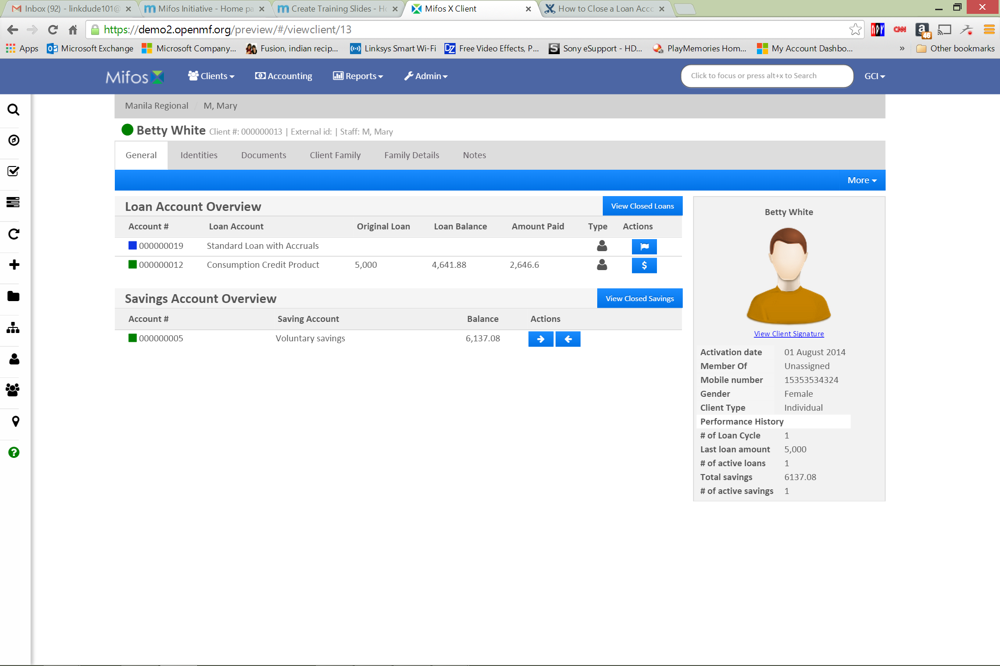 Inbox (92) - linkdude101@
Mifos Initiative - Home pa
Create Training Slides - Ho
Mifos X Client
How to Close a Loan Acco
https://demo2.openmf.org/preview/#/viewclient/13
Apps
Microsoft Exchange
Microsoft Company...
Fusion, indian recip...
Linksys Smart Wi-Fi
DZ Free Video Effects, P...
S Sony eSupport - HD...
PlayMemories Hom...
My Account Dashbo...
» Other bookmarks
CNN
a 46
Mifos X
Clients
Accounting
Reports
Admin
Click to focus or press alt+x to Search
GCI
Manila Regional / M, Mary
Betty White Client #: 000000013 | External id: | Staff: M, Mary
General Identities Documents Client Family Family Details Notes
More
Loan Account Overview View Closed Loans
Account # Loan Account Original Loan Loan Balance Amount Paid Type Actions
000000019 Standard Loan with Accruals
000000012 Consumption Credit Product 5,000 4,641.88 2,646.6 $
Savings Account Overview View Closed Savings
Account # Saving Account Balance Actions
000000005 Voluntary savings 6,137.08
Betty White
View Client Signature
Activation date 01 August 2014
Member Of Unassigned
Mobile number 15353534324
Gender Female
Client Type Individual
Performance History
# of Loan Cycle 1
Last loan amount 5,000
# of active loans 1
Total savings 6137.08
# of active savings 1
?